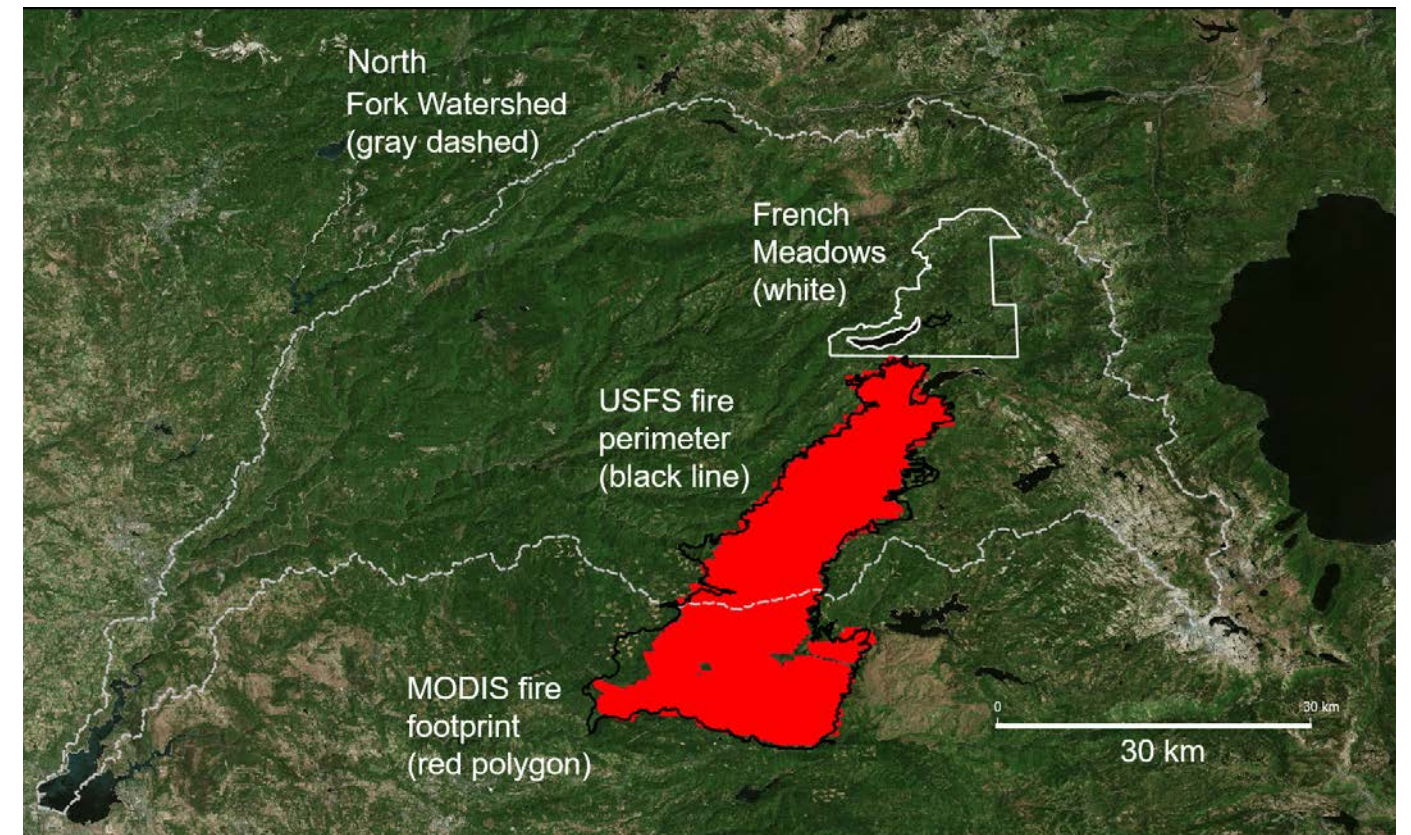 North
Fork Watershed
(gray dashed)
French
Meadows
(white)
USFS fire
perimeter
(black line)
MODIS fire
footprint
(red polygon)
0 30 km
30 km